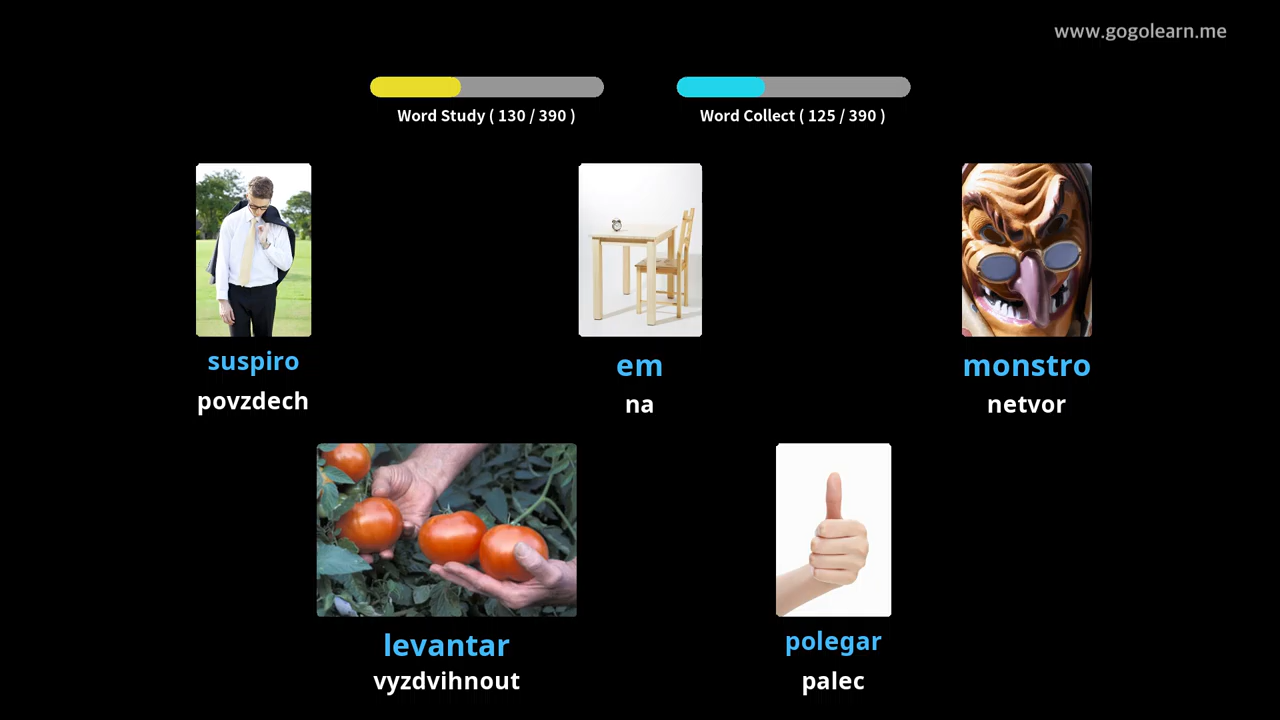 www.gogolearn.me
Word Study ( 130 / 390 )
Word Collect ( 125 / 390 )
suspiro
povzdech
em
na
monstro
netvor
levantar
vyzdvihnout
polegar
palec